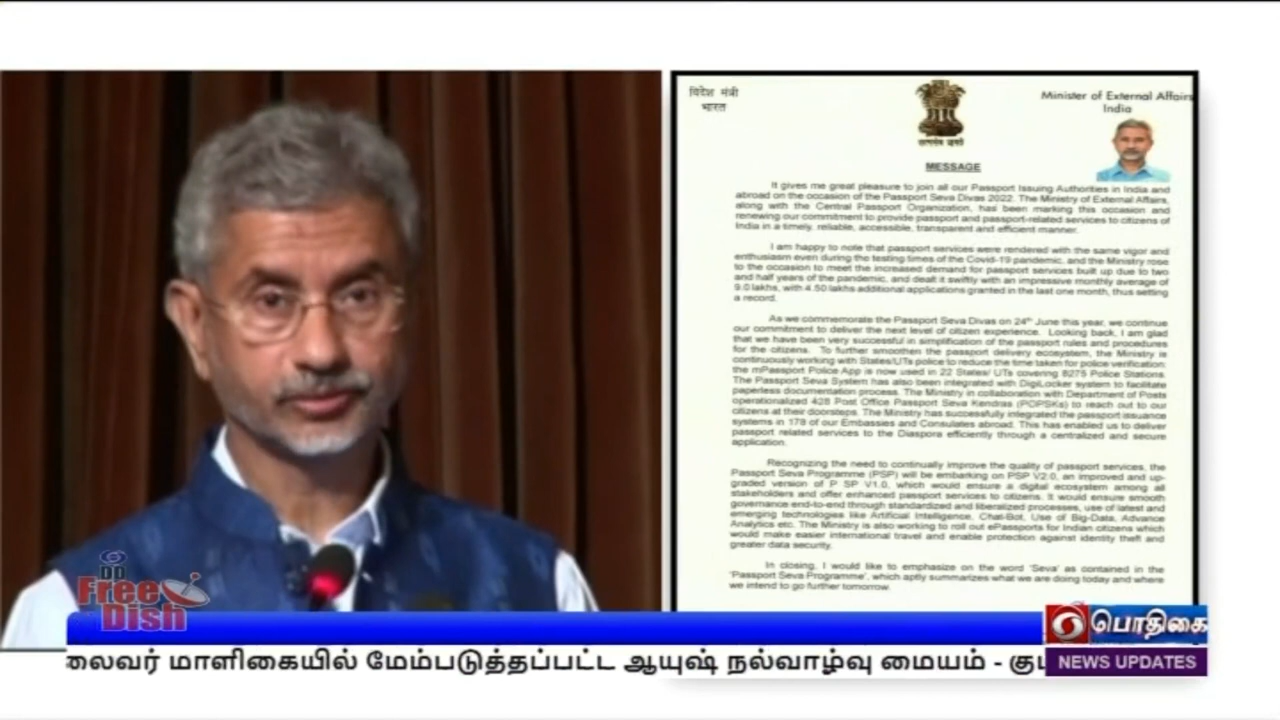 विदेश मंत्री
भारत
Minister of External Affairs
India
सत्यमेव जयते
MESSAGE
It gives me great pleasure to join all our Passport Issuing Authorities in India and
abroad on the occasion of the Passport Seva Divas 2022. The Ministry of External Affairs,
along with the Central Passport Organization, has been marking this occasion and
renewing our commitment to provide passport and passport-related services to citizens of
India in a timely, reliable, accessible, transparent and efficient manner.
I am happy to note that passport services were rendered with the same vigor and
enthusiasm even during the testing times of the Covid-19 pandemic, and the Ministry rose
to the occasion to meet the increased demand for passport services built up due to two
and half years of the pandemic, and dealt it swiftly with an impressive monthly average of
9.0 lakhs, with 4.50 lakhs additional applications granted in the last one month, thus setting
a record.
As we commemorate the Passport Seva Divas on 24th June this year, we continue
our commitment to deliver the next level of citizen experience. Looking back, I am glad
that we have been very successful in simplification of the passport rules and procedures
for the citizens. To further smoothen the passport delivery ecosystem, the Ministry is
continuously working with States/UTs police to reduce the time taken for police verification:
the mPassport Police App is now used in 22 States/ UTs covering 8275 Police Stations.
The Passport Seva System has also been integrated with DigiLocker system to facilitate
paperless documentation process. The Ministry in collaboration with Department of Posts
operationalized 428 Post Office Passport Seva Kendras (POPSKs) to reach out to our
citizens at their doorsteps. The Ministry has successfully integrated the passport issuance
systems in 178 of our Embassies and Consulates abroad. This has enabled us to deliver
passport related services to the Diaspora efficiently through a centralized and secure
application.
Recognizing the need to continually improve the quality of passport services, the
Passport Seva Programme (PSP) will be embarking on PSP V2.0, an improved and up-
graded version of P SP V1.0, which would ensure a digital ecosystem among all
stakeholders and offer enhanced passport services to citizens. It would ensure smooth
governance end-to-end through standardized and liberalized processes, use of latest and
emerging technologies like Artificial Intelligence, Chat-Bot, Use of Big-Data, Advance
Analytics etc. The Ministry is also working to roll out ePassports for Indian citizens which
would make easier international travel and enable protection against identity theft and
greater data security.
In closing, I would like to emphasize on the word 'Seva' as contained in the
'Passport Seva Programme', which aptly summarizes what we are doing today and where
we intend to go further tomorrow.
DD
Free
Dish
பொதிகை
லைவர் மாளிகையில் மேம்படுத்தப்பட்ட ஆயுஷ் நல்வாழ்வு மையம் -
NEWS UPDATES